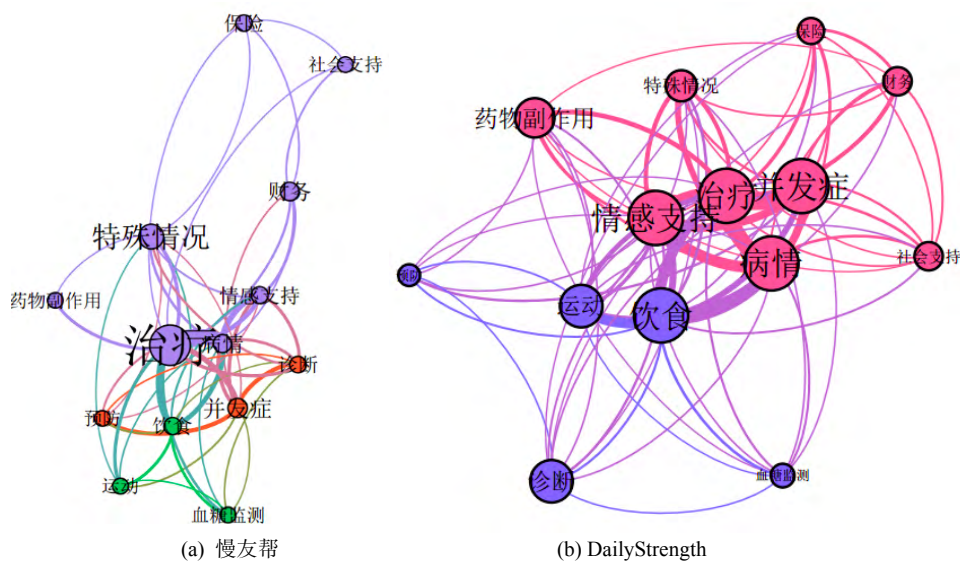 保险
社会支持
财务
特殊情况
药物副作用
情感支持
治疗
病情
诊断
预防
饮食
并发症
运动
血糖监测
(a) 慢友帮
保险
特殊情况
财务
药物副作用
治疗
并发症
情感支持
病情
社会支持
预防
运动
饮食
诊断
血糖监测
(b) DailyStrength